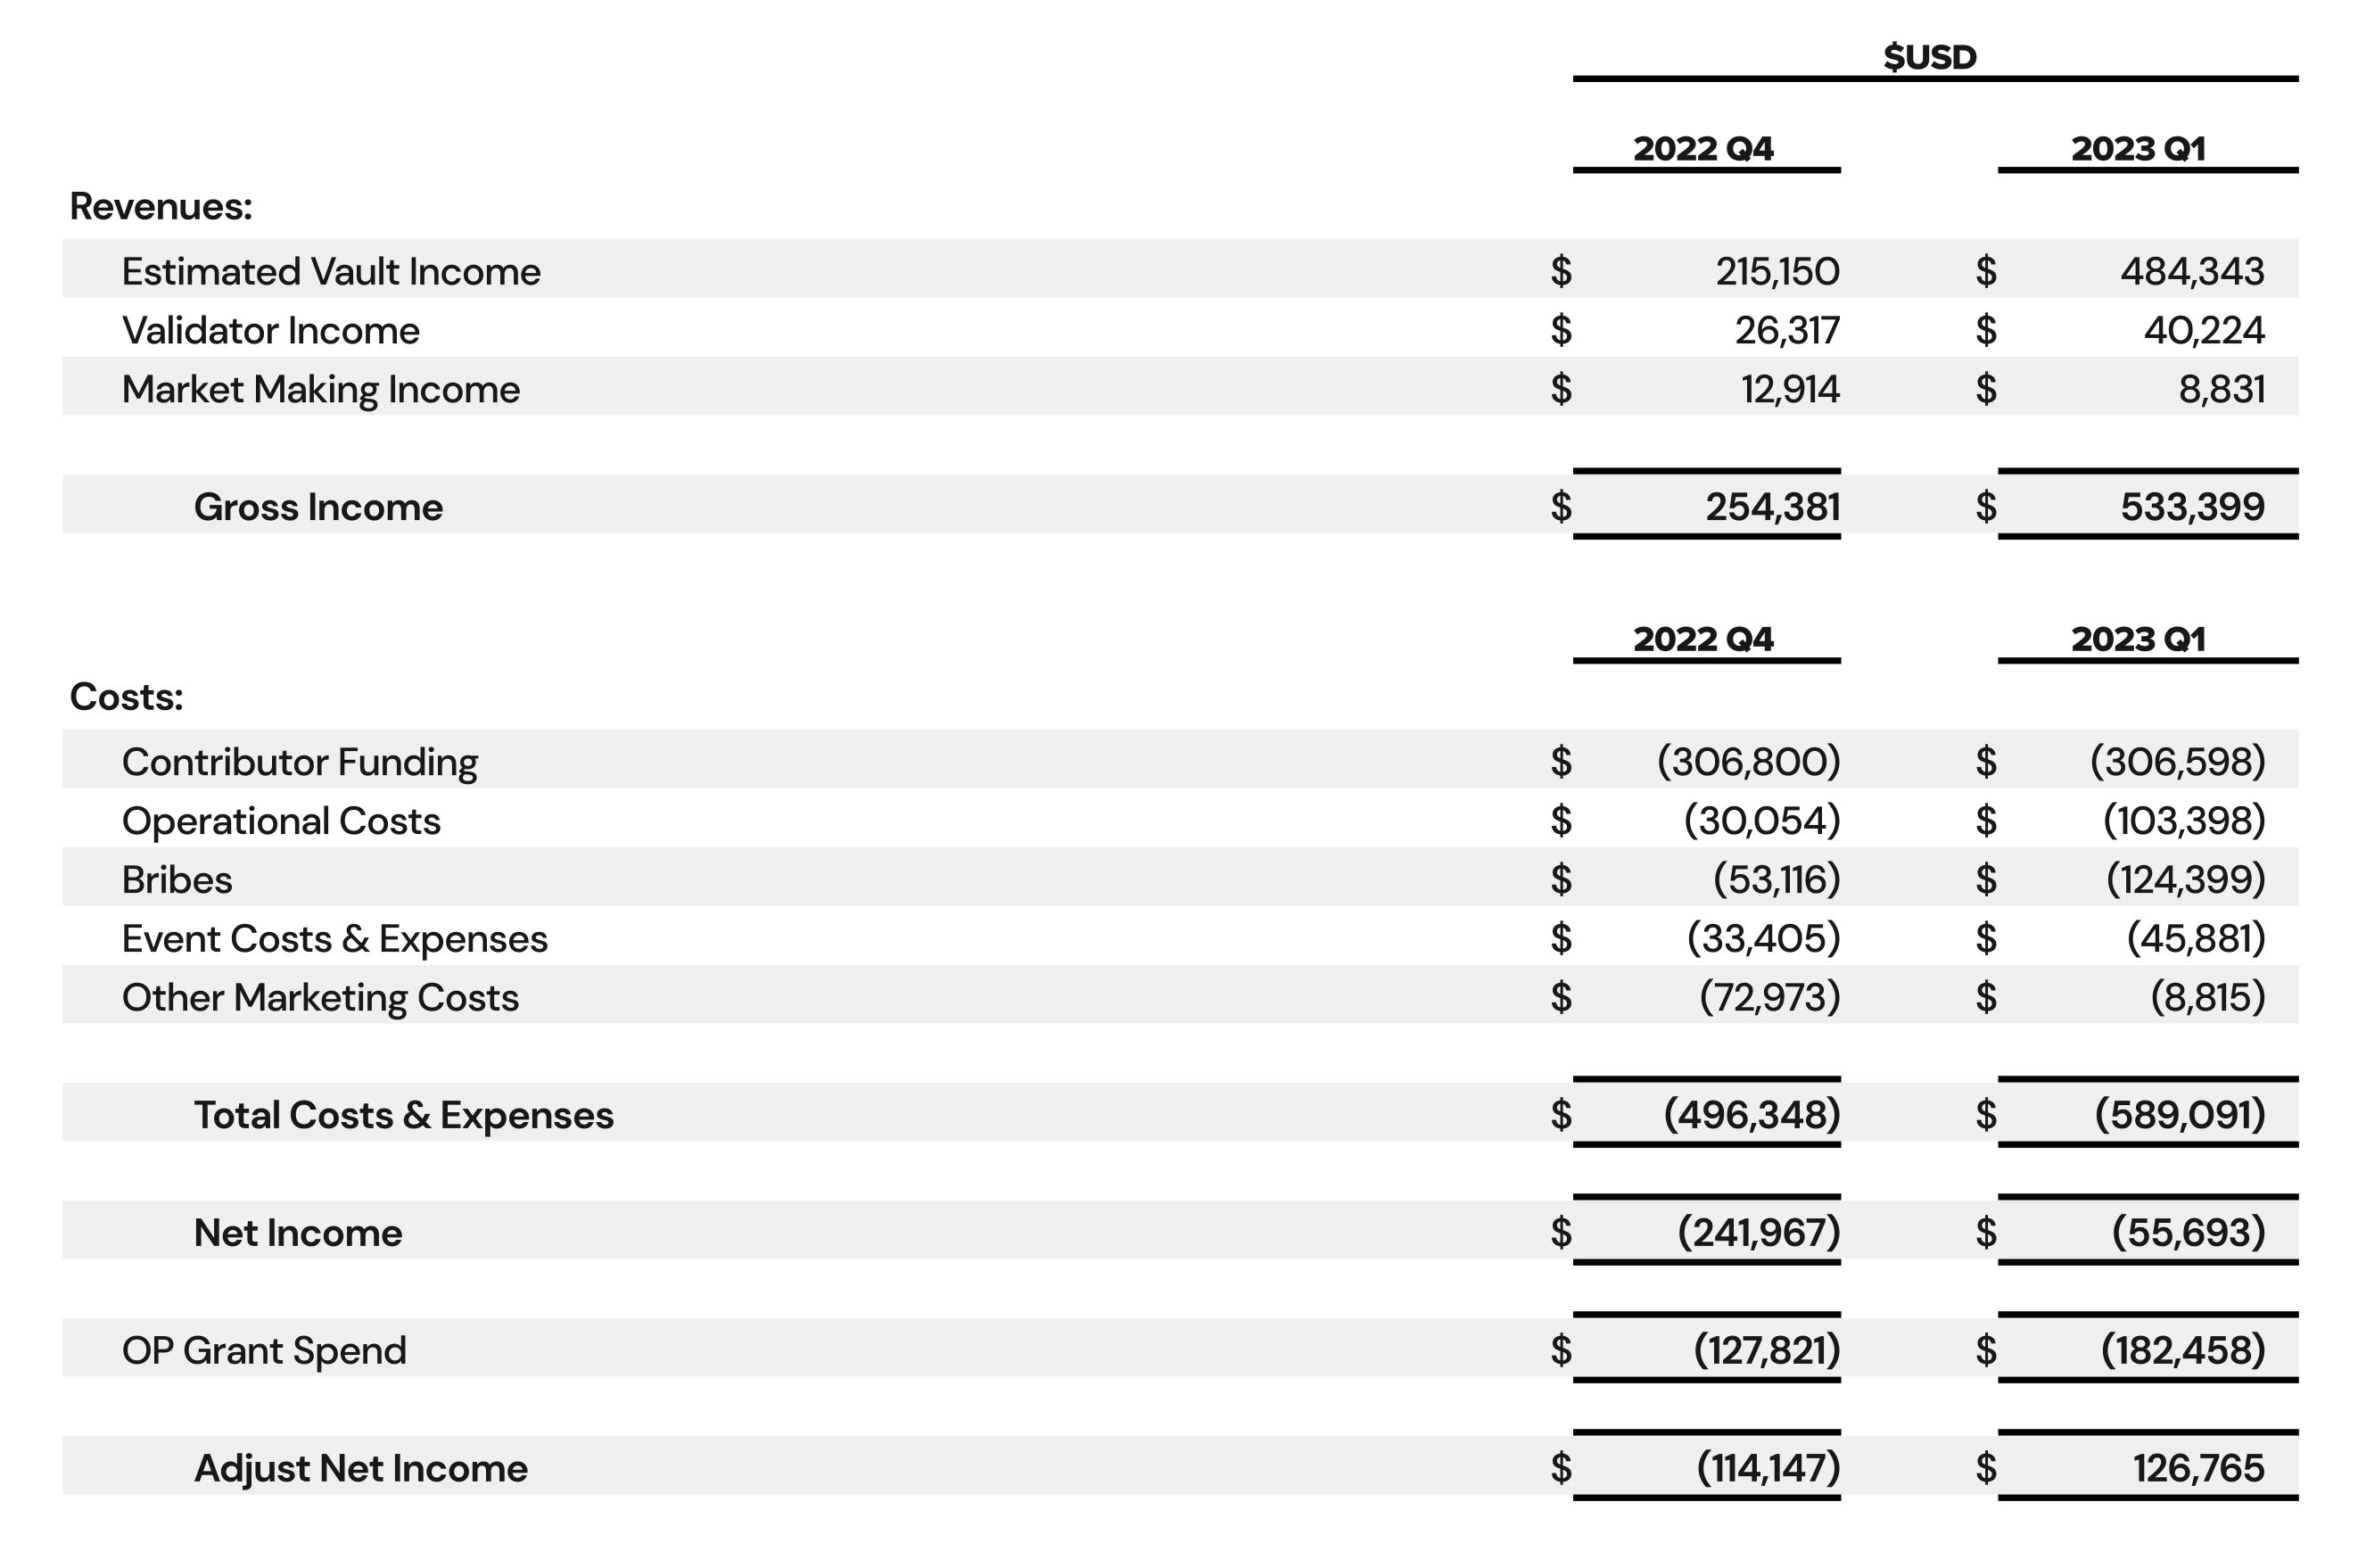 $USD
2022 Q4 2023 Q1
Revenues:
Estimated Vault Income $ 215,150 $ 484,343
Validator Income $ 26,317 $ 40,224
Market Making Income $ 12,914 $ 8,831
Gross Income $ 254,381 $ 533,399
2022 Q4 2023 Q1
Costs:
Contributor Funding $ (306,800) $ (306,598)
Operational Costs $ (30,054) $ (103,398)
Bribes $ (53,116) $ (124,399)
Event Costs & Expenses $ (33,405) $ (45,881)
Other Marketing Costs $ (72,973) $ (8,815)
Total Costs & Expenses $ (496,348) $ (589,091)
Net Income $ (241,967) $ (55,693)
OP Grant Spend $ (127,821) $ (182,458)
Adjust Net Income $ (114,147) $ 126,765